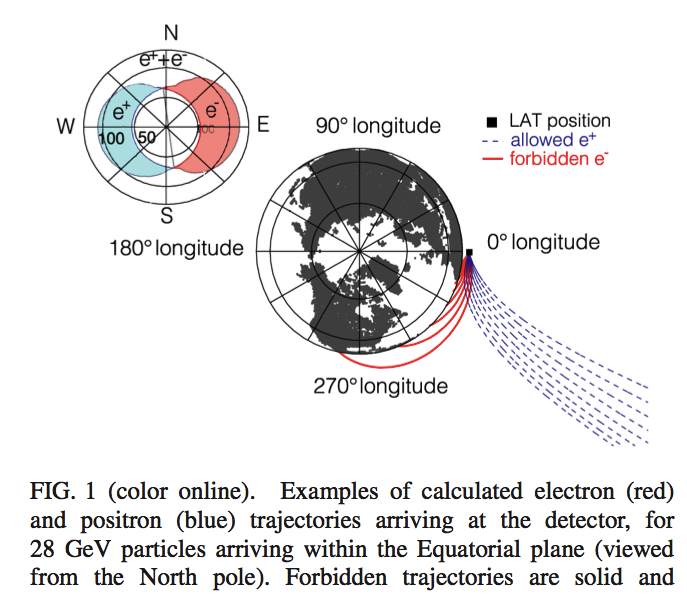 N
e⁺+e⁻
e⁺
e⁻
W
100
50
100
E
S
90° longitude
LAT position
allowed e⁺
forbidden e⁻
180° longitude
0° longitude
270° longitude
FIG. 1 (color online). Examples of calculated electron (red)
and positron (blue) trajectories arriving at the detector, for
28 GeV particles arriving within the Equatorial plane (viewed
from the North pole). Forbidden trajectories are solid and